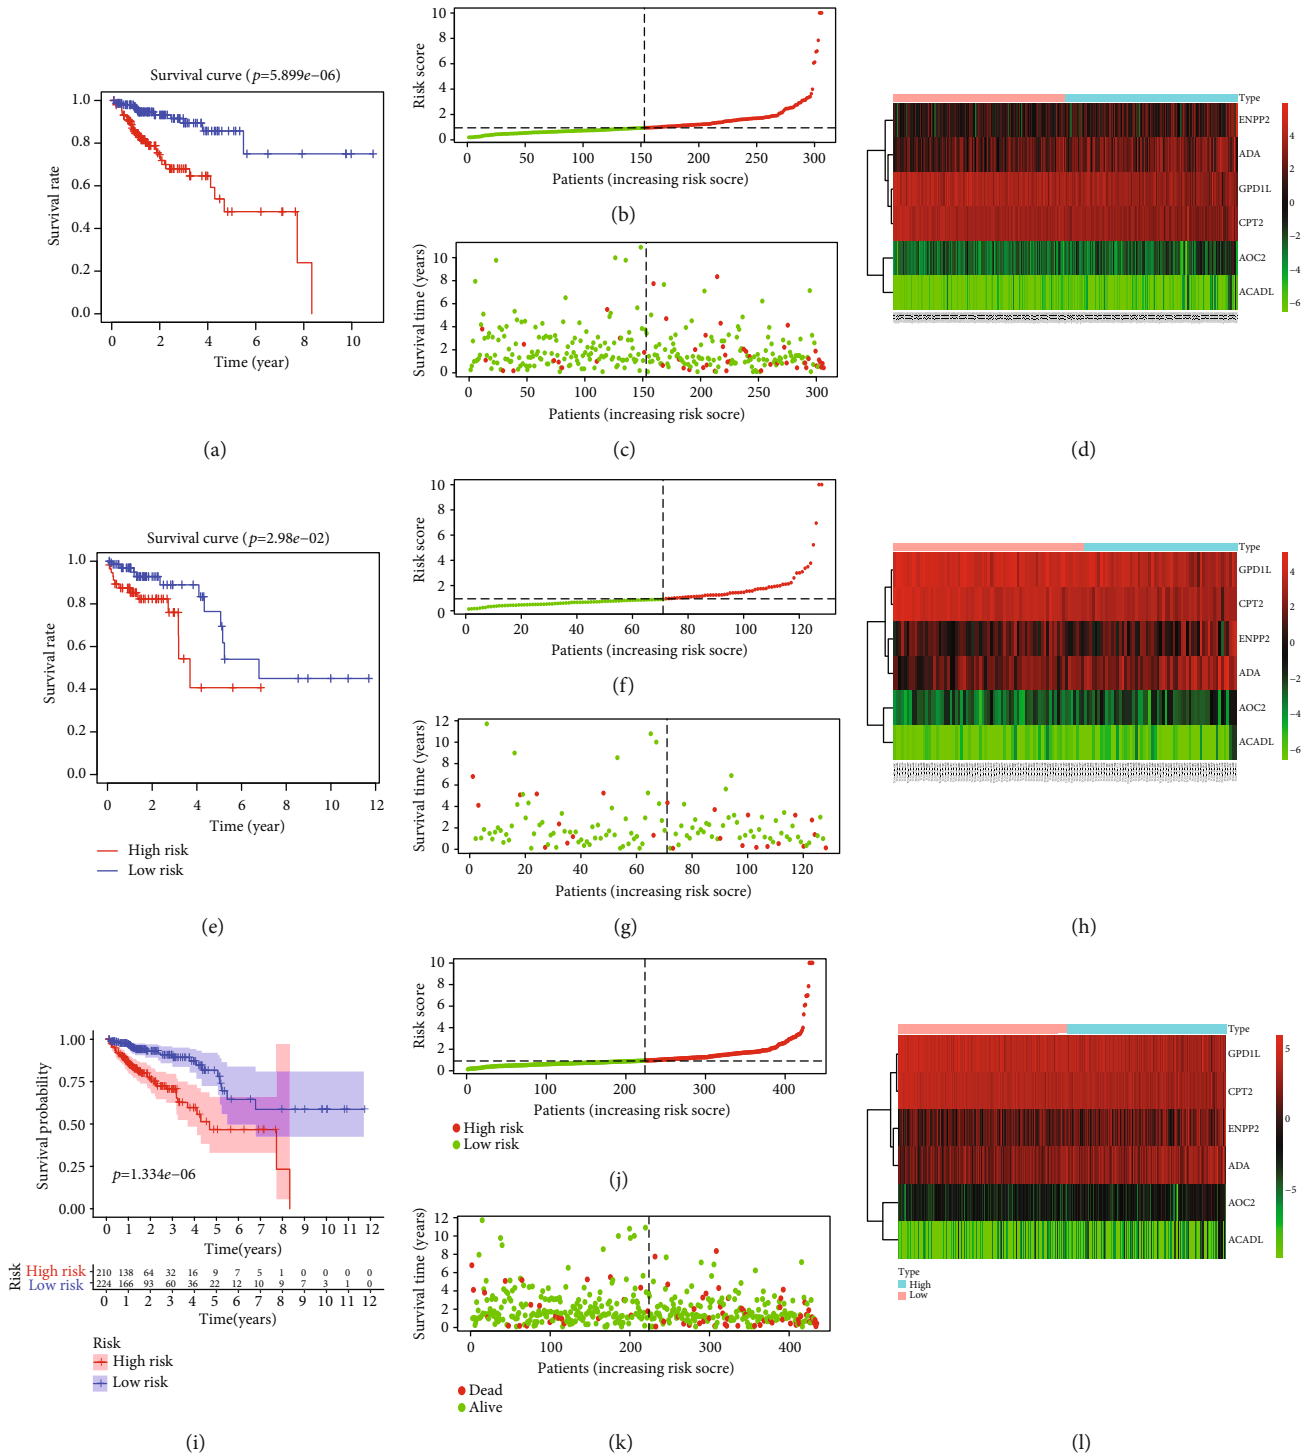 Survival curve (p=5.899e−06)
1.0
0.8
0.6
0.4
0.2
0.0
Survival rate
0 2 4 6 8 10
Time (year)
(a)
10
8
6
4
2
0
Risk score
0 50 100 150 200 250 300
Patients (increasing risk socre)
(b)
10
8
6
4
2
0
Survival time (years)
0 50 100 150 200 250 300
Patients (increasing risk socre)
(c)
Type
ENPP2
ADA
GPD1L
CPT2
AOC2
ACADL
4
2
0
−2
−4
−6
(d)
Survival curve (p=2.98e−02)
1.0
0.8
0.6
0.4
0.2
0.0
Survival rate
0 2 4 6 8 10 12
Time (year)
High risk
Low risk
(e)
10
8
6
4
2
0
Risk score
0 20 40 60 80 100 120
Patients (increasing risk socre)
(f)
12
10
8
6
4
2
0
Survival time (years)
0 20 40 60 80 100 120
Patients (increasing risk socre)
(g)
Type
GPD1L
CPT2
ENPP2
ADA
AOC2
ACADL
4
2
0
−2
−4
−6
(h)
1.00
0.75
0.50
0.25
0.00
Survival probability
p=1.334e−06
0 1 2 3 4 5 6 7 8 9 10 11 12
Time(years)
Risk
High risk 210 138 64 32 16 9 7 5 1 0 0 0 0
Low risk 224 166 93 60 36 22 12 10 9 7 3 1 0
0 1 2 3 4 5 6 7 8 9 10 11 12
Time(years)
Risk
High risk
Low risk
(i)
10
8
6
4
2
0
Risk score
0 100 200 300 400
Patients (increasing risk socre)
High risk
Low risk
(j)
12
10
8
6
4
2
0
Survival time (years)
0 100 200 300 400
Patients (increasing risk socre)
Dead
Alive
(k)
Type
GPD1L
CPT2
ENPP2
ADA
AOC2
ACADL
5
0
−5
Type
High
Low
(l)